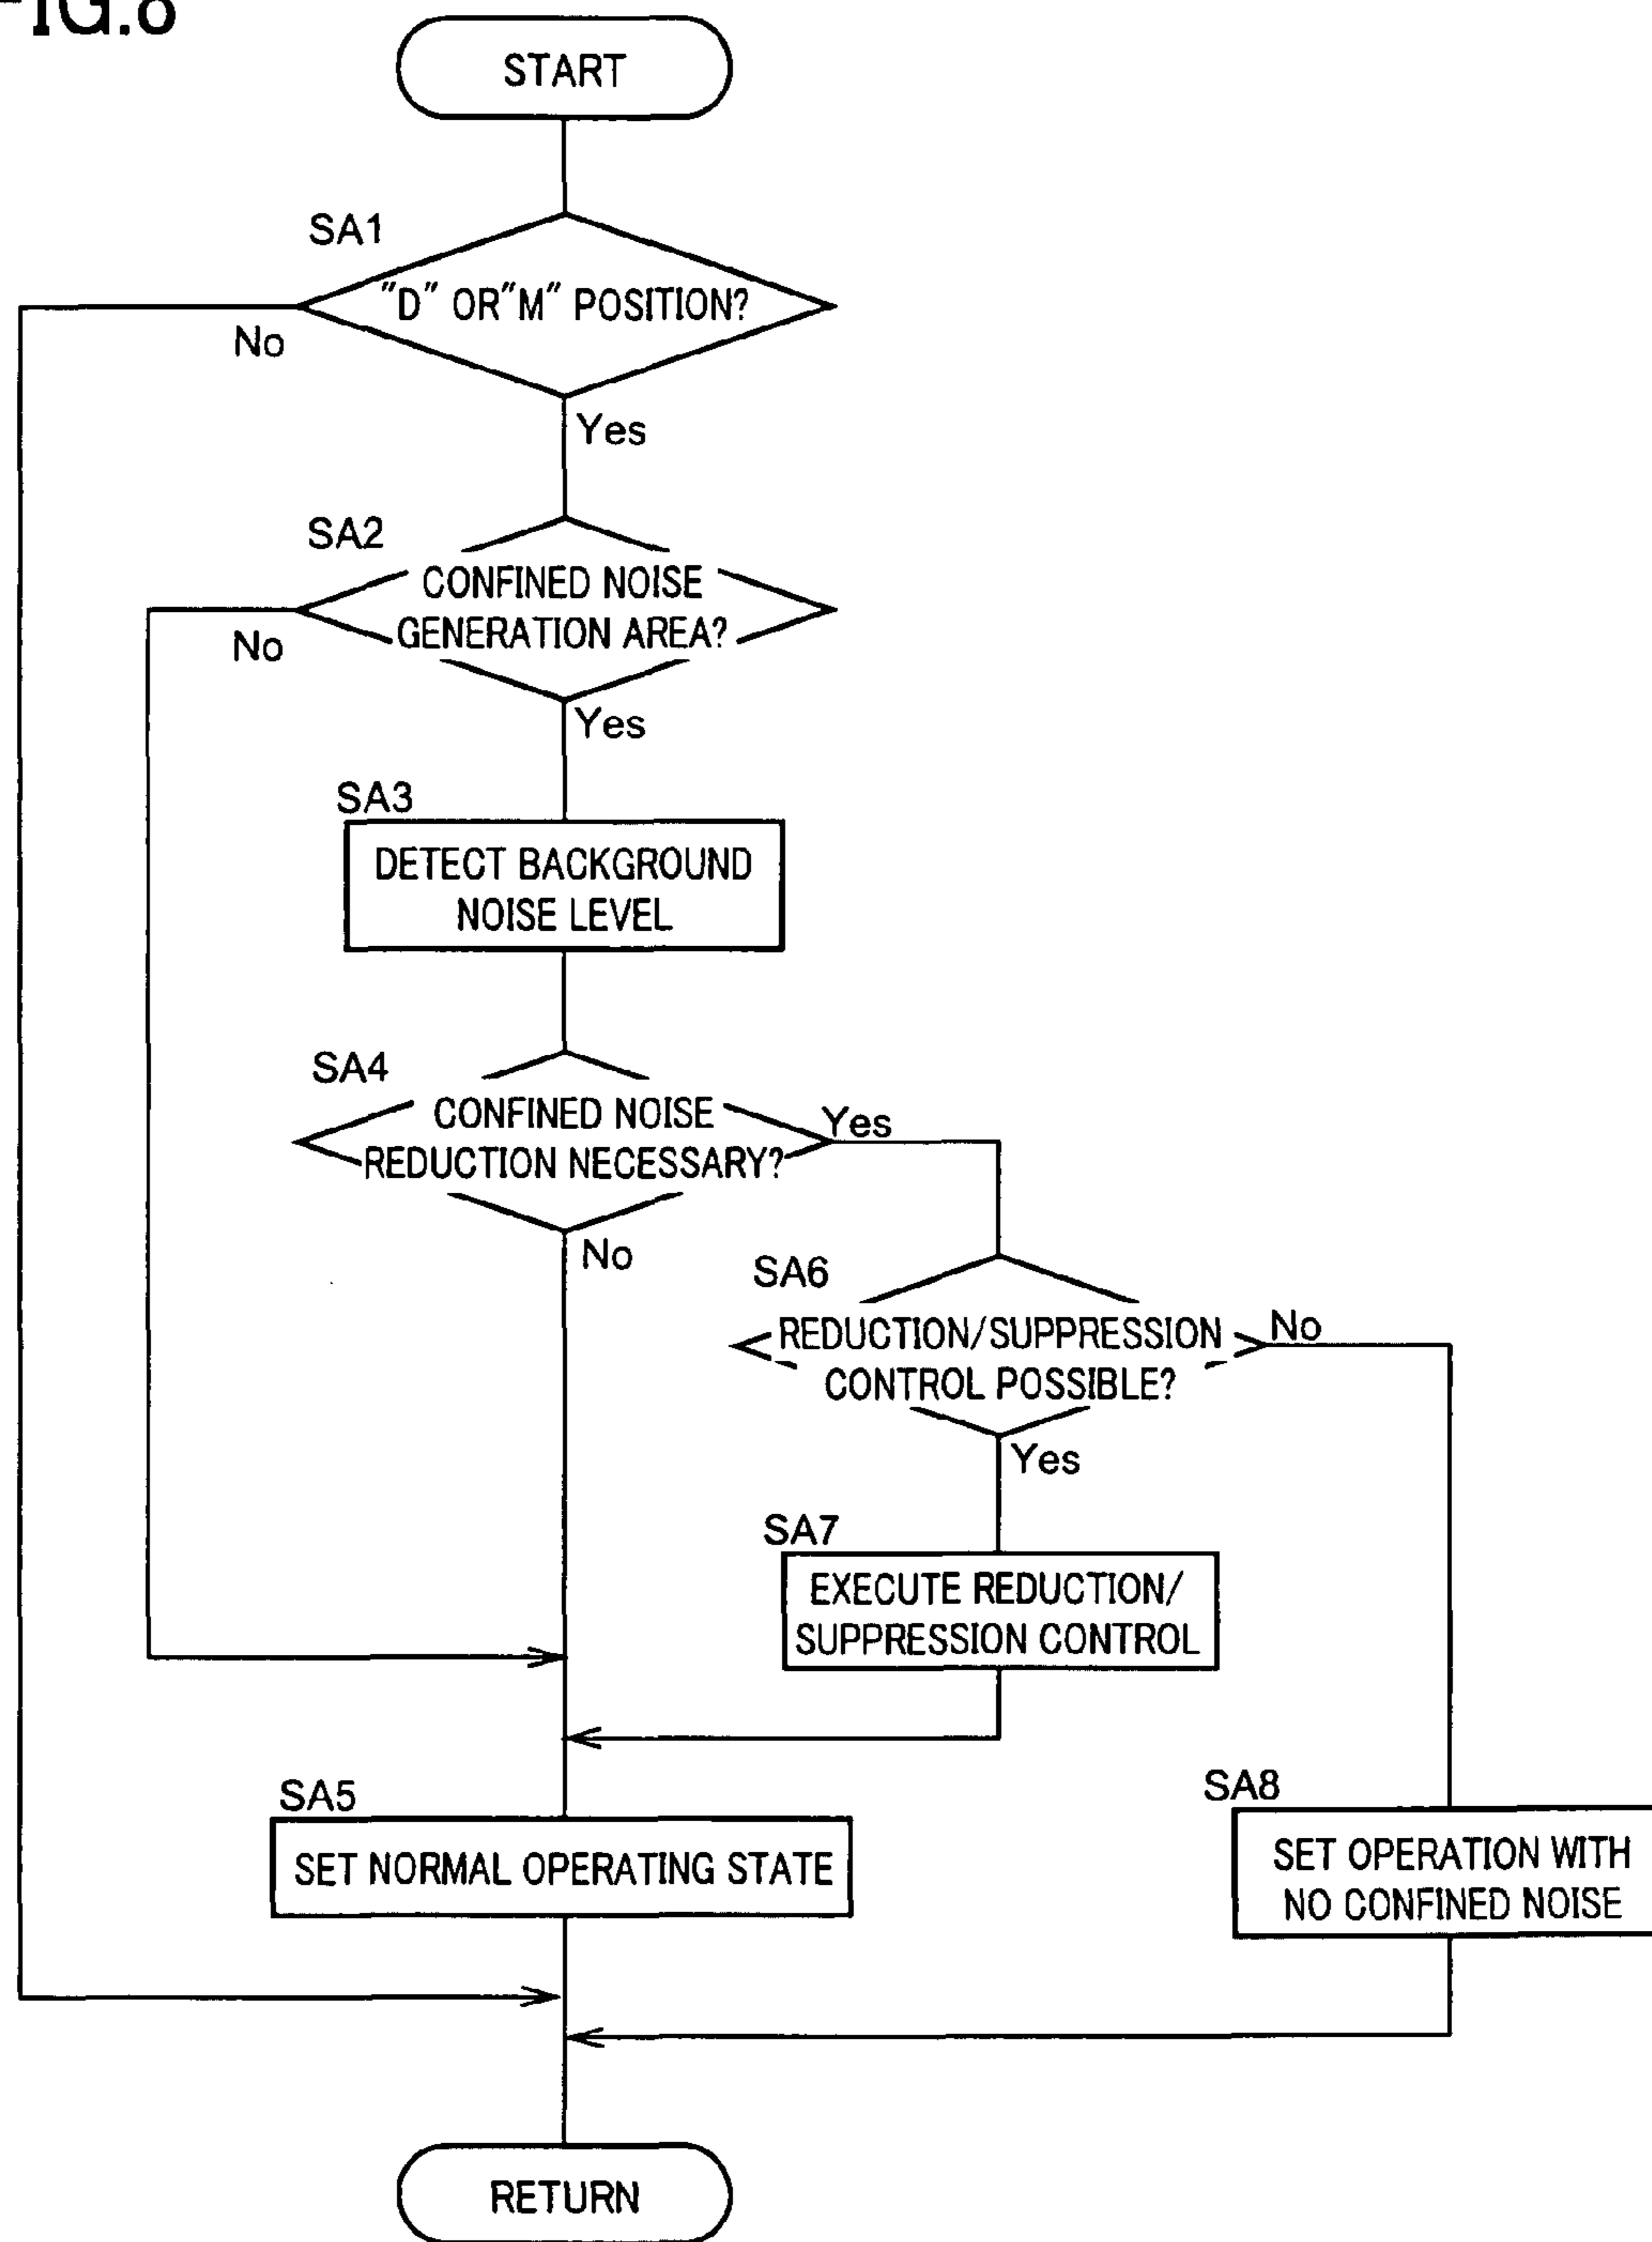 FIG.8
START
SA1
"D" OR "M" POSITION?
No
Yes
SA2
CONFINED NOISE
GENERATION AREA?
No
Yes
SA3
DETECT BACKGROUND
NOISE LEVEL
SA4
CONFINED NOISE
REDUCTION NECESSARY?
Yes
No
SA6
REDUCTION/SUPPRESSION
CONTROL POSSIBLE?
No
Yes
SA7
EXECUTE REDUCTION/
SUPPRESSION CONTROL
SA5
SET NORMAL OPERATING STATE
SA8
SET OPERATION WITH
NO CONFINED NOISE
RETURN